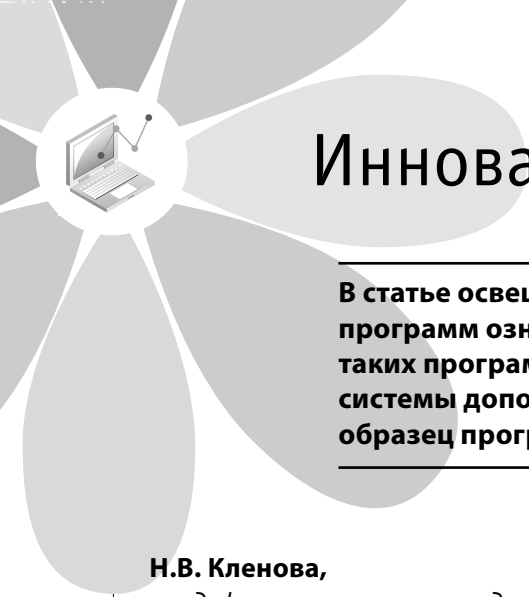 Иннова
В статье освещ
программ озн
таких програм
системы допо
образец прогр
Н.В. Кленова,